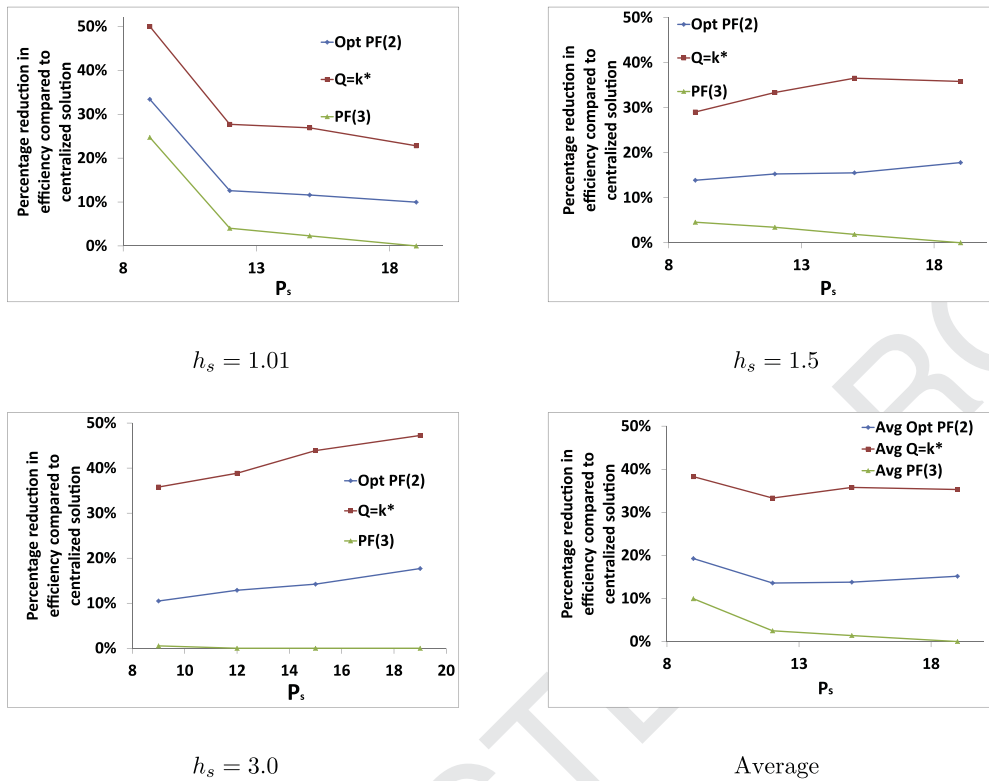 Percentage reduction in
efficiency compared to
centralized solution
50%
40%
30%
20%
10%
0%
8
13
18
Pₛ
Opt PF(2)
Q=k*
PF(3)
hₛ = 1.01
Percentage reduction in
efficiency compared to
centralized solution
50%
40%
30%
20%
10%
0%
8
13
18
Pₛ
Opt PF(2)
Q=k*
PF(3)
hₛ = 1.5
Percentage reduction in
efficiency compared to
centralized solution
50%
40%
30%
20%
10%
0%
8
10
12
14
16
18
20
Pₛ
Opt PF(2)
Q=k*
PF(3)
hₛ = 3.0
Percentage reduction in
efficiency compared to
centralized solution
50%
40%
30%
20%
10%
0%
8
13
18
Pₛ
Avg Opt PF(2)
Avg Q=k*
Avg PF(3)
Average